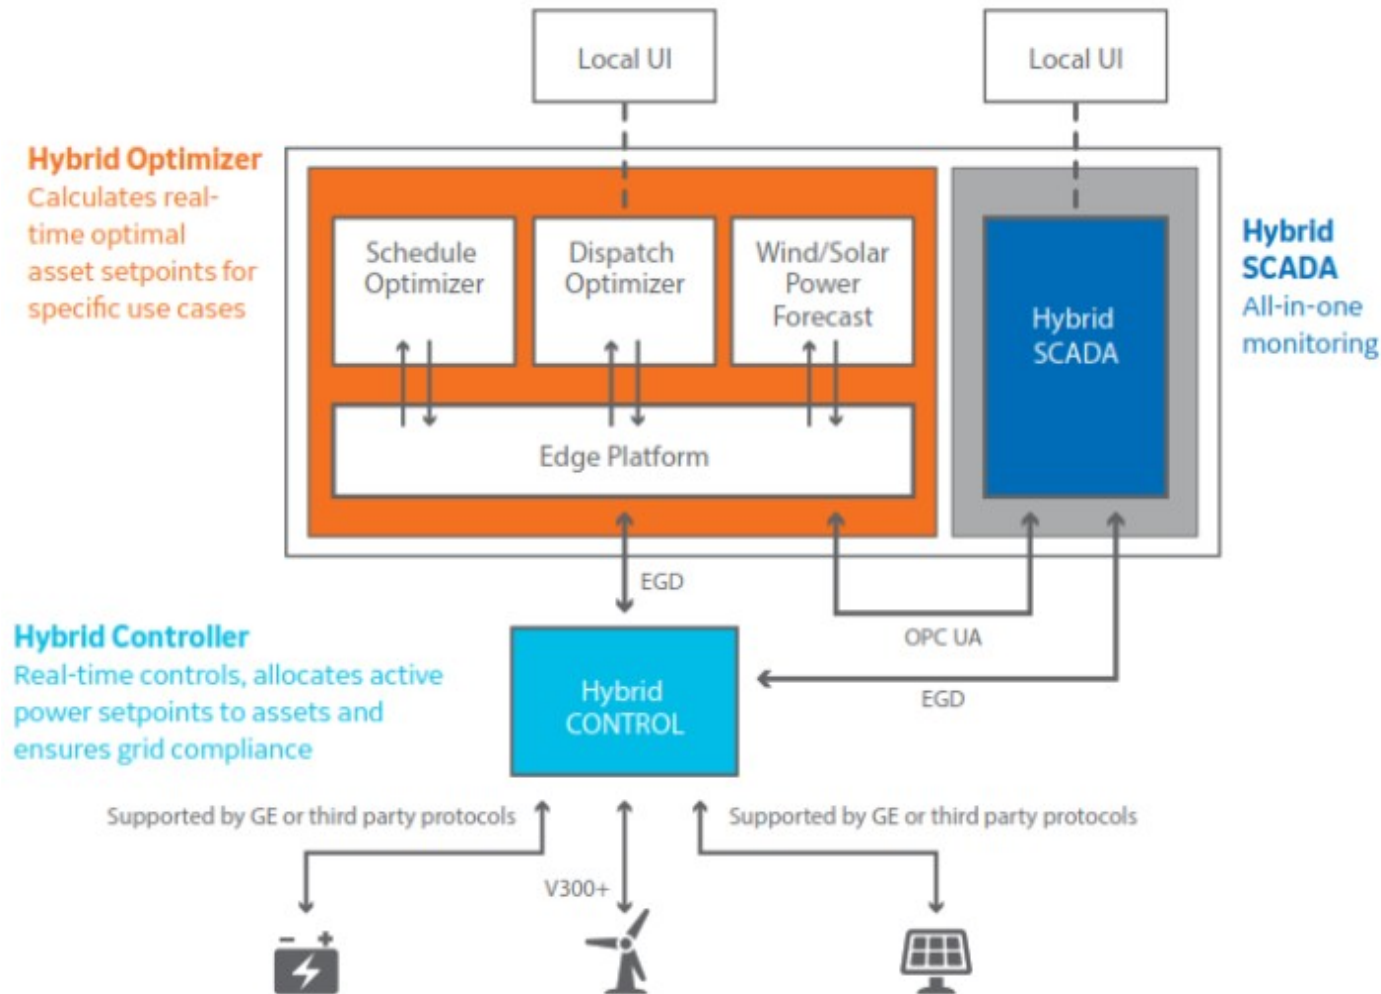 Local UI
Local UI
Hybrid Optimizer
Calculates real-
time optimal
asset setpoints for
specific use cases
Schedule
Optimizer
Dispatch
Optimizer
Wind/Solar
Power
Forecast
Edge Platform
Hybrid
SCADA
Hybrid
SCADA
All-in-one
monitoring
EGD
OPC UA
EGD
Hybrid Controller
Real-time controls, allocates active
power setpoints to assets and
ensures grid compliance
Hybrid
CONTROL
Supported by GE or third party protocols
Supported by GE or third party protocols
V300+